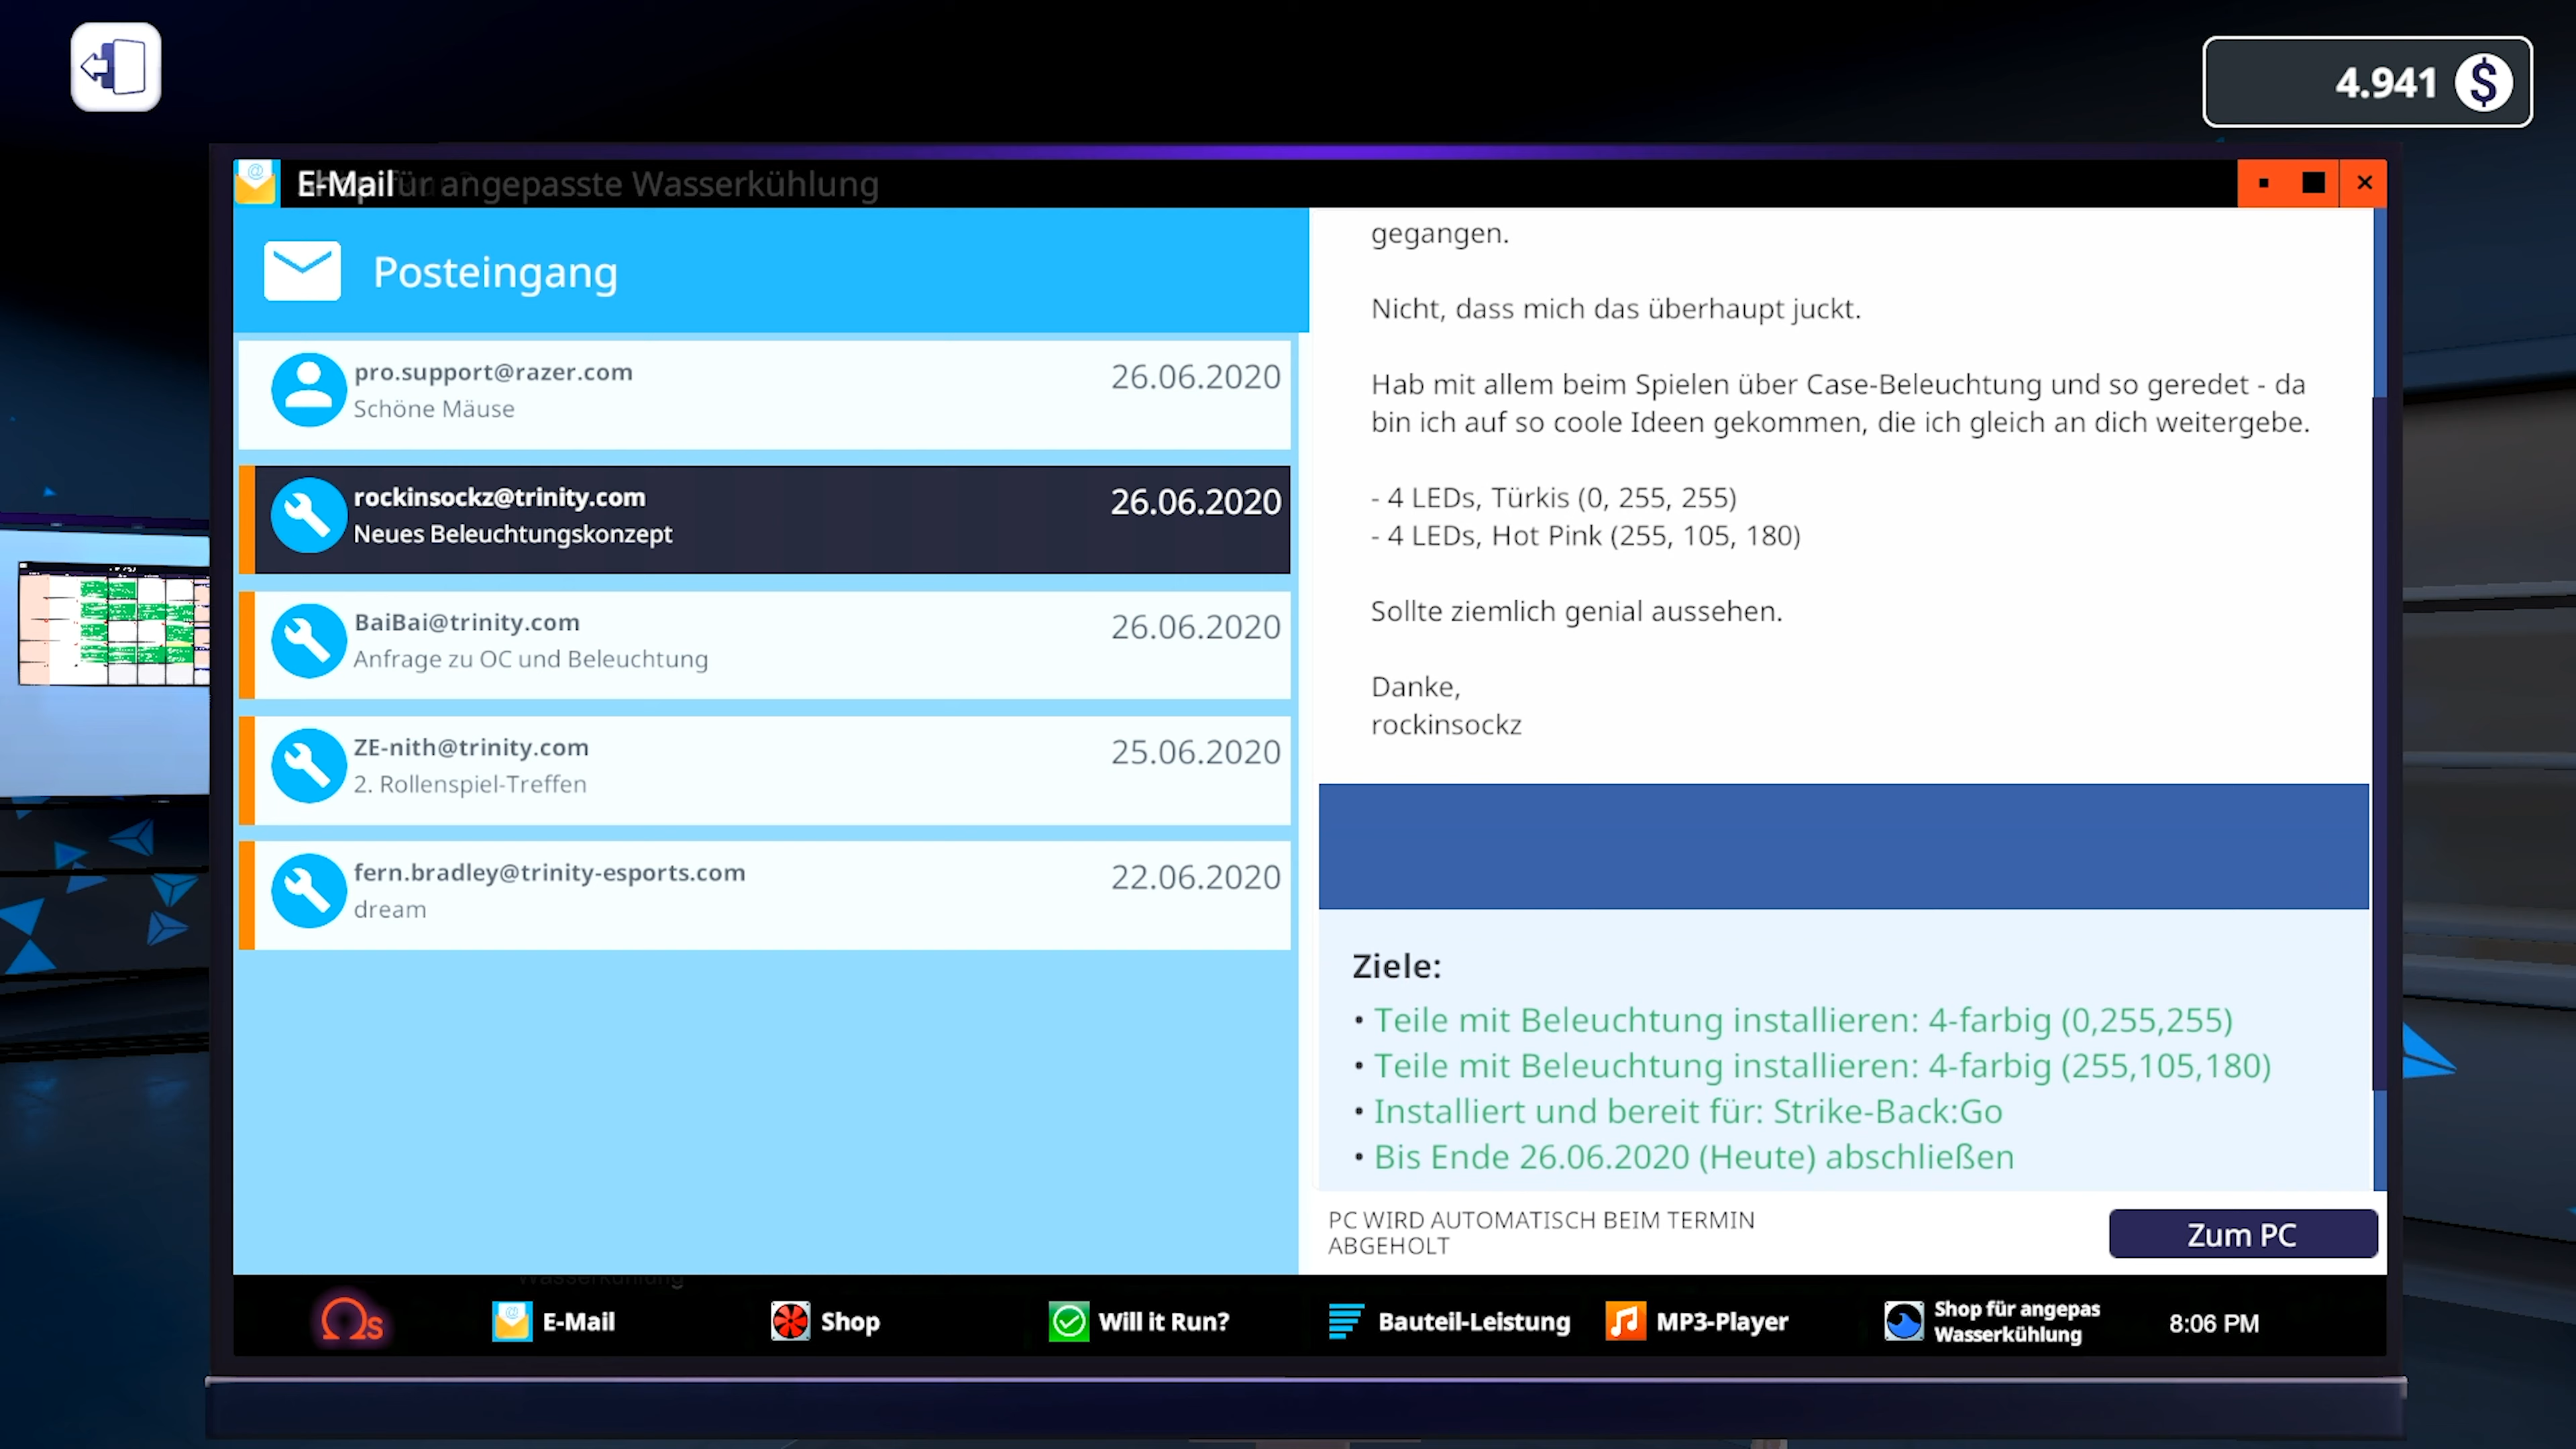 4.941 $
E-Mail
für angepasste Wasserkühlung
Posteingang
pro.support@razer.com
26.06.2020
Schöne Mäuse
rockinsockz@trinity.com
26.06.2020
Neues Beleuchtungskonzept
BaiBai@trinity.com
26.06.2020
Anfrage zu OC und Beleuchtung
ZE-nith@trinity.com
25.06.2020
2. Rollenspiel-Treffen
fern.bradley@trinity-esports.com
22.06.2020
dream
gegangen.
Nicht, dass mich das überhaupt juckt.
Hab mit allem beim Spielen über Case-Beleuchtung und so geredet - da
bin ich auf so coole Ideen gekommen, die ich gleich an dich weitergebe.
- 4 LEDs, Türkis (0, 255, 255)
- 4 LEDs, Hot Pink (255, 105, 180)
Sollte ziemlich genial aussehen.
Danke,
rockinsockz
Ziele:
• Teile mit Beleuchtung installieren: 4-farbig (0,255,255)
• Teile mit Beleuchtung installieren: 4-farbig (255,105,180)
• Installiert und bereit für: Strike-Back:Go
• Bis Ende 26.06.2020 (Heute) abschließen
PC WIRD AUTOMATISCH BEIM TERMIN
ABGEHOLT
Zum PC
Wasserkühlung
Ωs
E-Mail
Shop
Will it Run?
Bauteil-Leistung
MP3-Player
Shop für angepas
Wasserkühlung
8:06 PM